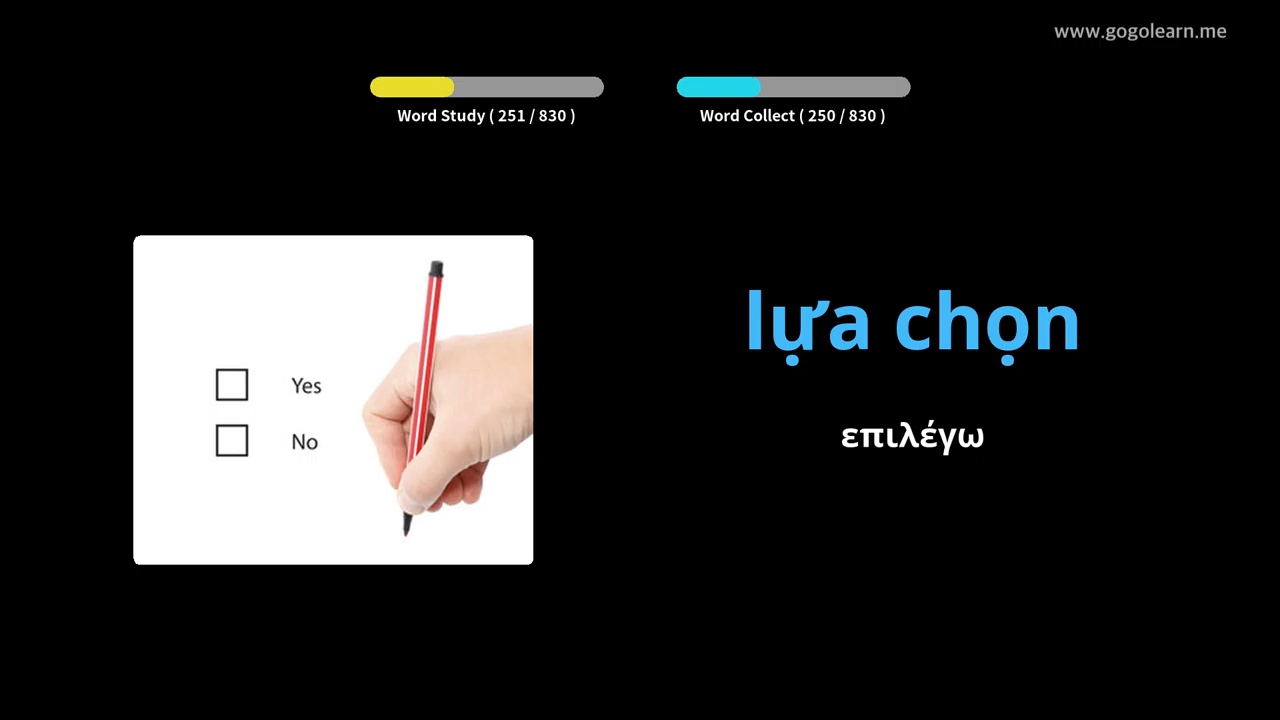 www.gogolearn.me
Word Study ( 251 / 830 )
Word Collect ( 250 / 830 )
Yes
No
lựa chọn
επιλέγω